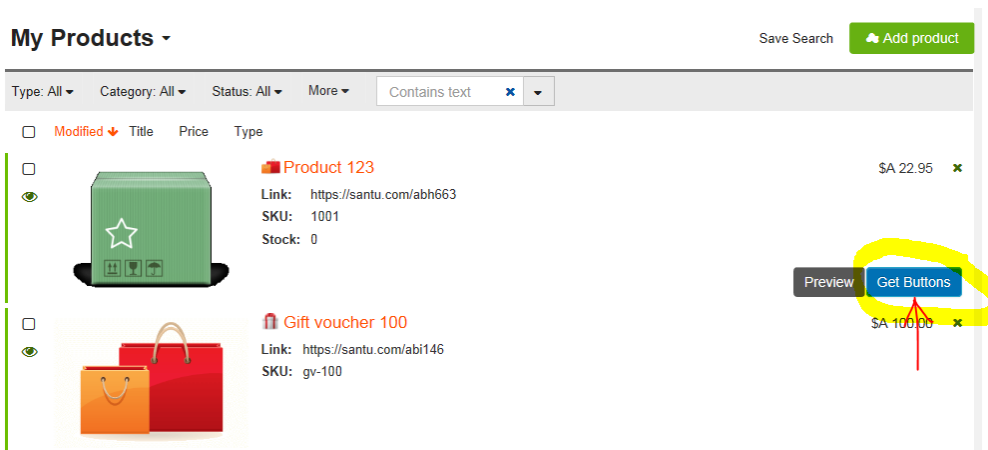 My Products
Save Search
Add product
Type: All
Category: All
Status: All
More
Contains text
Modified Title Price Type
Product 123
$A 22.95
Link: https://santu.com/abh663
SKU: 1001
Stock: 0
Preview
Get Buttons
Gift voucher 100
$A 100.00
Link: https://santu.com/abi146
SKU: gv-100